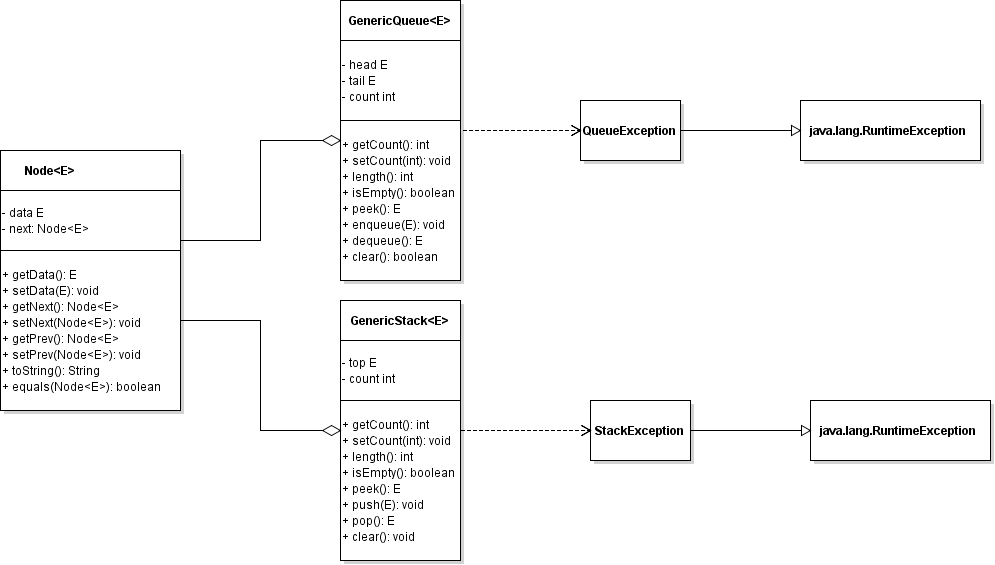 GenericQueue<E>
- head E
- tail E
- count int
+ getCount(): int
+ setCount(int): void
+ length(): int
+ isEmpty(): boolean
+ peek(): E
+ enqueue(E): void
+ dequeue(): E
+ clear(): boolean
QueueException
java.lang.RuntimeException
Node<E>
- data E
- next: Node<E>
+ getData(): E
+ setData(E): void
+ getNext(): Node<E>
+ setNext(Node<E>): void
+ getPrev(): Node<E>
+ setPrev(Node<E>): void
+ toString(): String
+ equals(Node<E>): boolean
GenericStack<E>
- top E
- count int
+ getCount(): int
+ setCount(int): void
+ length(): int
+ isEmpty(): boolean
+ peek(): E
+ push(E): void
+ pop(): E
+ clear(): void
StackException
java.lang.RuntimeException